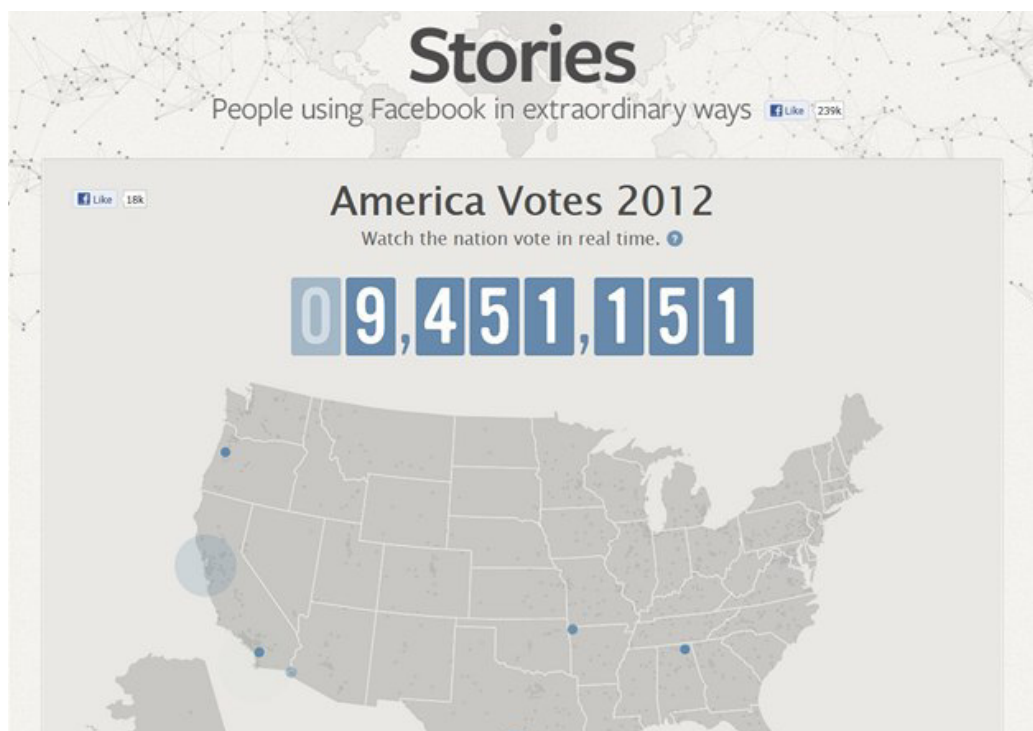 Stories
People using Facebook in extraordinary ways Like 239k
Like 18k
America Votes 2012
Watch the nation vote in real time. ?
09,451,151